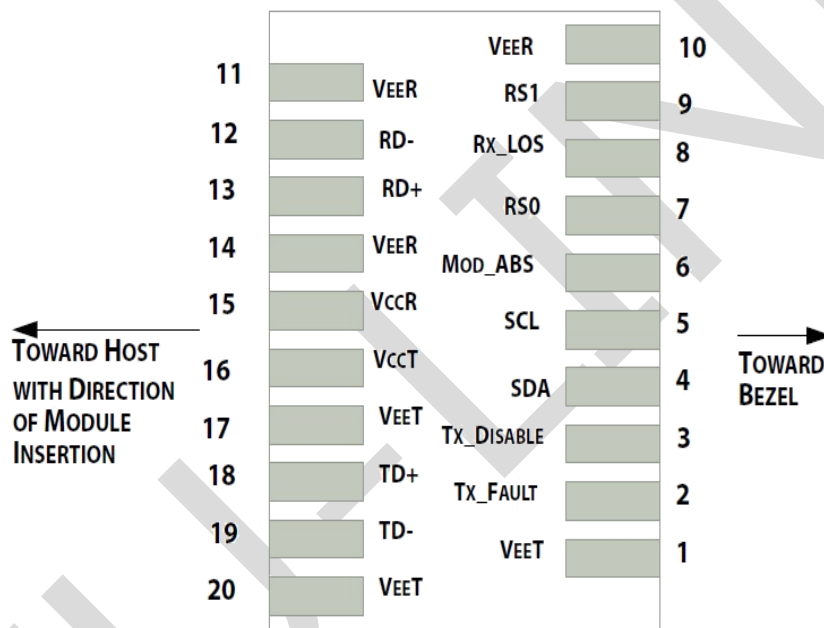 VEER 10
11 VEER
RS1 9
12 RD-
RX_LOS 8
13 RD+
RS0 7
14 VEER
MOD_ABS 6
15 VCCR
SCL 5
TOWARD HOST
WITH DIRECTION
OF MODULE
INSERTION
TOWARD
BEZEL
16 VCCT
SDA 4
17 VEET
TX_DISABLE 3
18 TD+
TX_FAULT 2
19 TD-
VEET 1
20 VEET